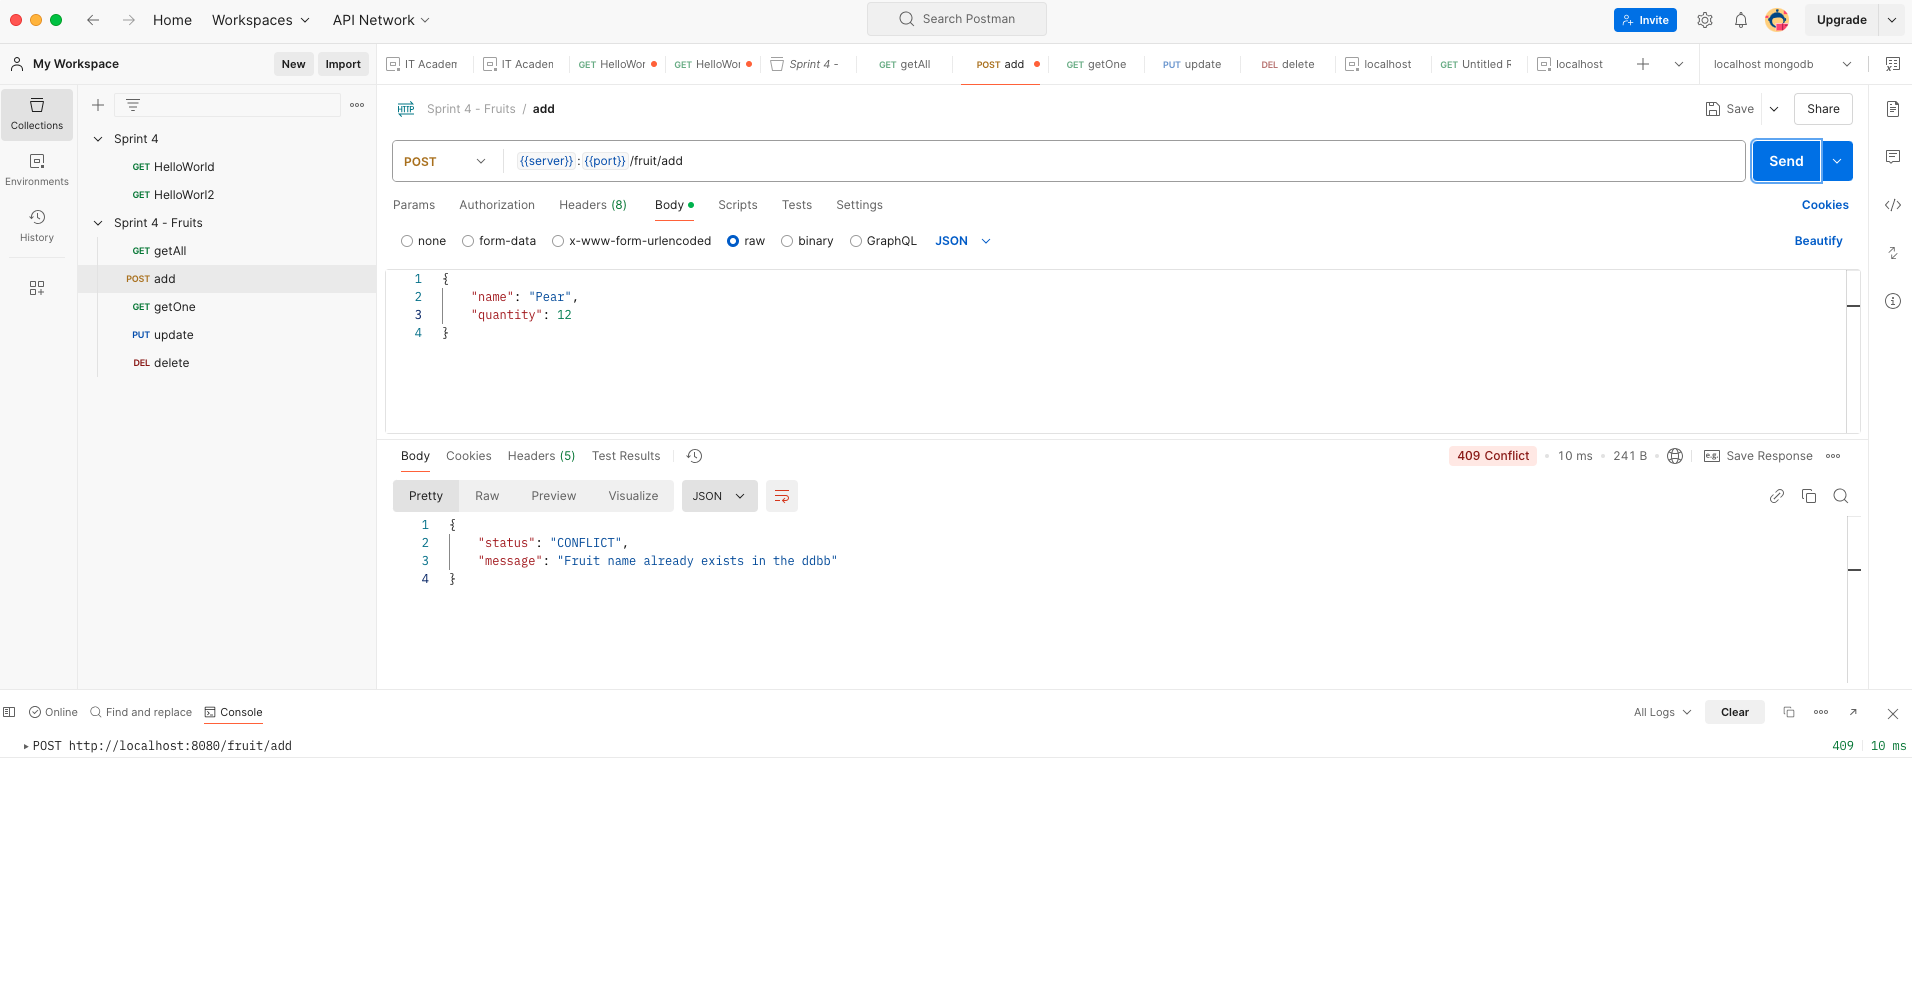 Home Workspaces API Network Search Postman Invite Upgrade
My Workspace New Import IT Academ IT Academ GET HelloWor GET HelloWor Sprint 4 - GET getAll POST add GET getOne PUT update DEL delete localhost GET Untitled R localhost localhost mongodb
Collections
Environments
History
Sprint 4
GET HelloWorld
GET HelloWorl2
Sprint 4 - Fruits
GET getAll
POST add
GET getOne
PUT update
DEL delete
HTTP Sprint 4 - Fruits / add Save Share
POST {{server}}:{{port}}/fruit/add Send
Params Authorization Headers (8) Body Scripts Tests Settings Cookies
none form-data x-www-form-urlencoded raw binary GraphQL JSON Beautify
1 {
2 "name": "Pear",
3 "quantity": 12
4 }
Body Cookies Headers (5) Test Results 409 Conflict • 10 ms • 241 B • e.g. Save Response
Pretty Raw Preview Visualize JSON
1 {
2 "status": "CONFLICT",
3 "message": "Fruit name already exists in the ddbb"
4 }
Online Find and replace Console All Logs Clear
POST http://localhost:8080/fruit/add 409 10 ms